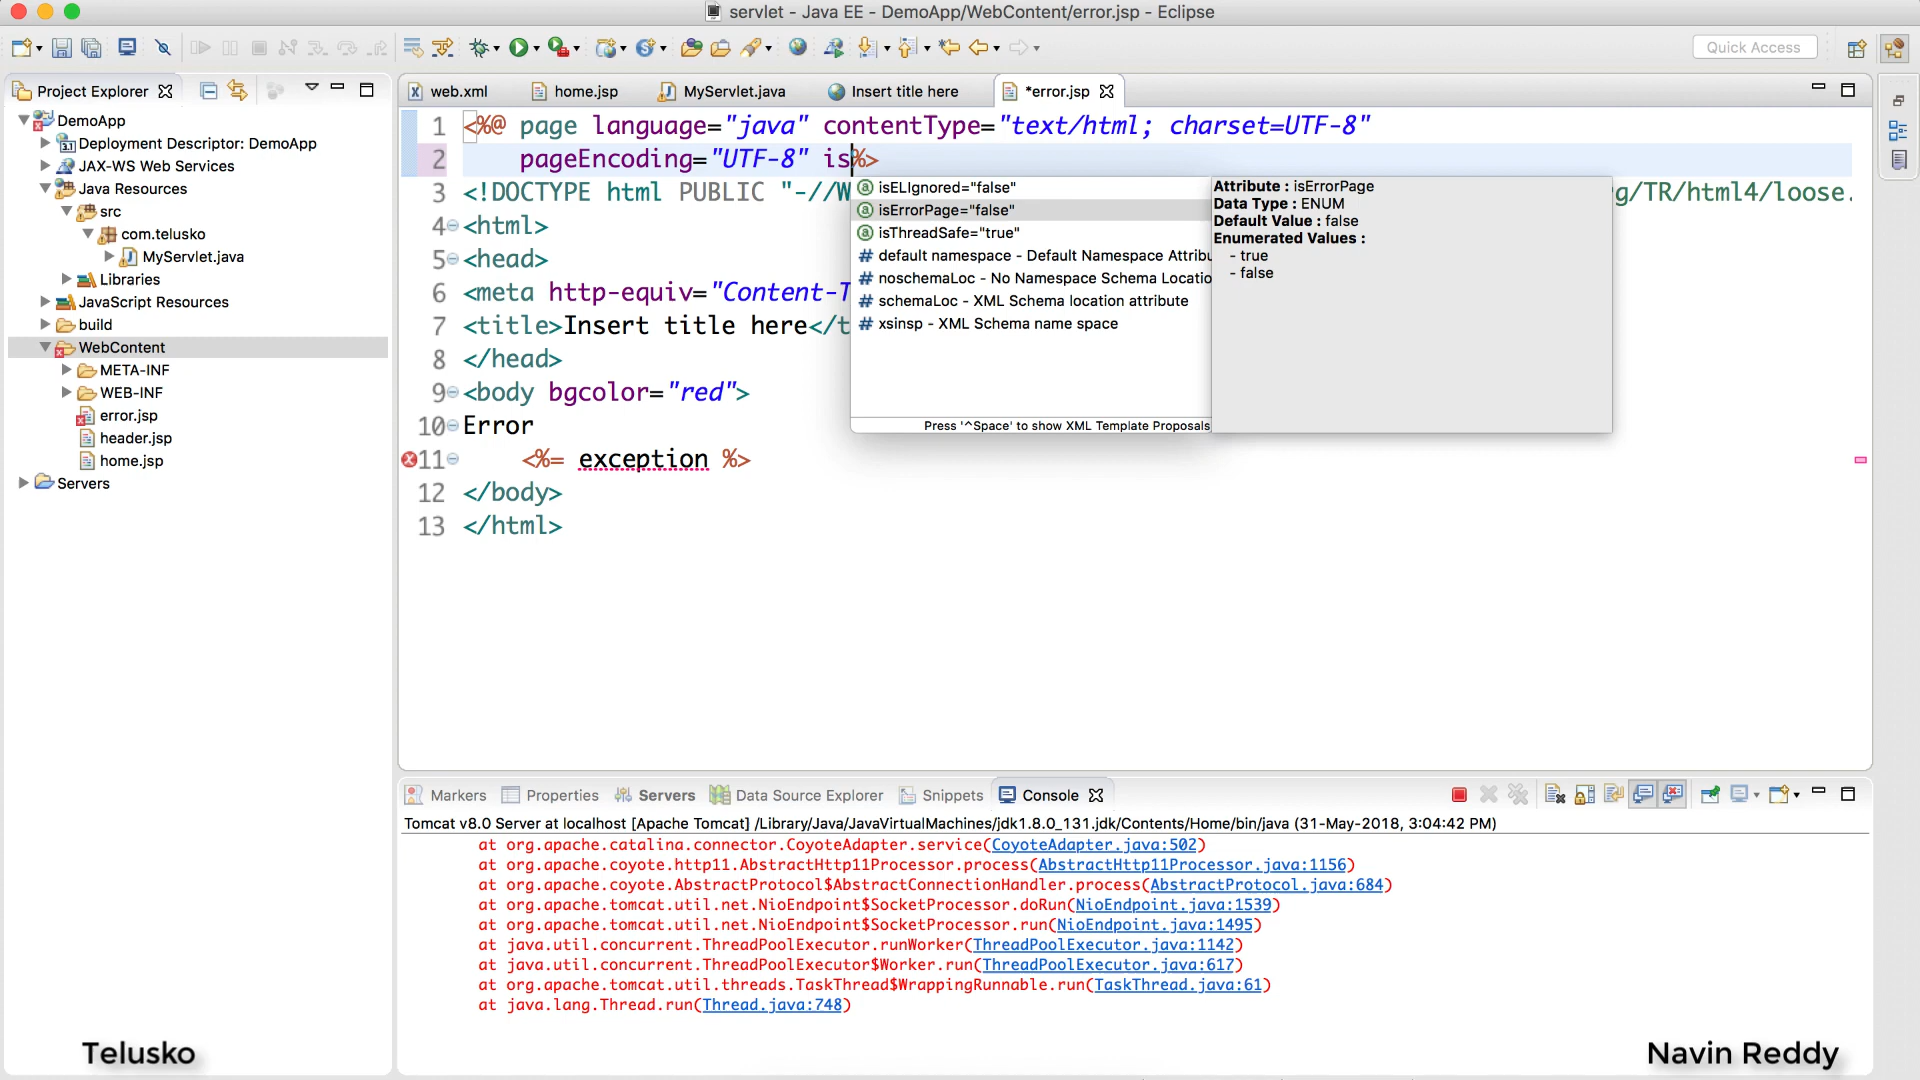 servlet - Java EE - DemoApp/WebContent/error.jsp - Eclipse
Quick Access
Project Explorer
web.xml
home.jsp
MyServlet.java
Insert title here
*error.jsp
DemoApp
Deployment Descriptor: DemoApp
JAX-WS Web Services
Java Resources
src
com.telusko
MyServlet.java
Libraries
JavaScript Resources
build
WebContent
META-INF
WEB-INF
error.jsp
header.jsp
home.jsp
Servers
1 <%@ page language="java" contentType="text/html; charset=UTF-8"
2 pageEncoding="UTF-8" is%>
3 <!DOCTYPE html PUBLIC "-//W g/TR/html4/loose.
4 <html>
5 <head>
6 <meta http-equiv="Content-T
7 <title>Insert title here</t
8 </head>
9 <body bgcolor="red">
10 Error
11 <%= exception %>
12 </body>
13 </html>
isELIgnored="false"
isErrorPage="false"
isThreadSafe="true"
# default namespace - Default Namespace Attribu
# noschemaLoc - No Namespace Schema Locatio
# schemaLoc - XML Schema location attribute
# xsinsp - XML Schema name space
Press '^Space' to show XML Template Proposals
Attribute : isErrorPage
Data Type : ENUM
Default Value : false
Enumerated Values :
- true
- false
Markers
Properties
Servers
Data Source Explorer
Snippets
Console
Tomcat v8.0 Server at localhost [Apache Tomcat] /Library/Java/JavaVirtualMachines/jdk1.8.0_131.jdk/Contents/Home/bin/java (31-May-2018, 3:04:42 PM)
at org.apache.catalina.connector.CoyoteAdapter.service(CoyoteAdapter.java:502)
at org.apache.coyote.http11.AbstractHttp11Processor.process(AbstractHttp11Processor.java:1156)
at org.apache.coyote.AbstractProtocol$AbstractConnectionHandler.process(AbstractProtocol.java:684)
at org.apache.tomcat.util.net.NioEndpoint$SocketProcessor.doRun(NioEndpoint.java:1539)
at org.apache.tomcat.util.net.NioEndpoint$SocketProcessor.run(NioEndpoint.java:1495)
at java.util.concurrent.ThreadPoolExecutor.runWorker(ThreadPoolExecutor.java:1142)
at java.util.concurrent.ThreadPoolExecutor$Worker.run(ThreadPoolExecutor.java:617)
at org.apache.tomcat.util.threads.TaskThread$WrappingRunnable.run(TaskThread.java:61)
at java.lang.Thread.run(Thread.java:748)
Telusko
Navin Reddy